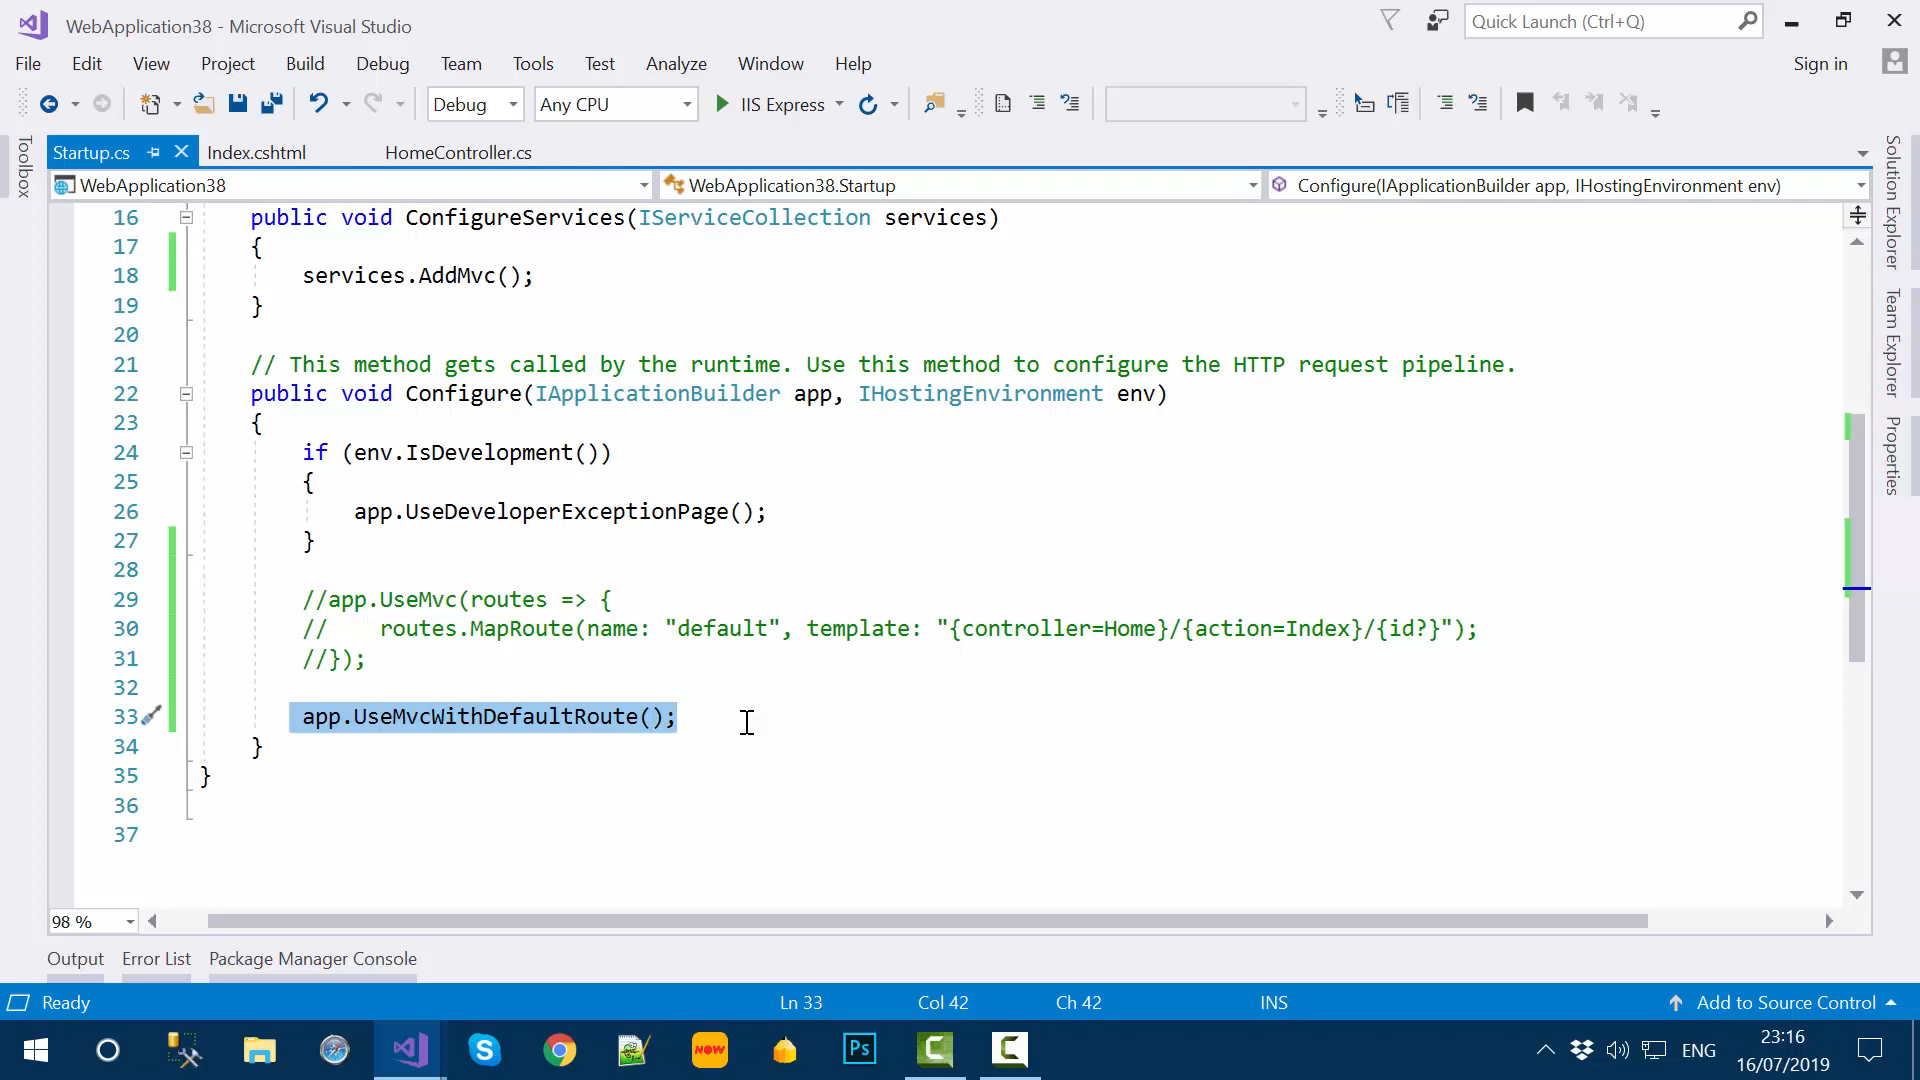 WebApplication38 - Microsoft Visual Studio
Quick Launch (Ctrl+Q)
File Edit View Project Build Debug Team Tools Test Analyze Window Help
Sign in
Debug Any CPU IIS Express
Toolbox
Startup.cs Index.cshtml HomeController.cs
WebApplication38 WebApplication38.Startup Configure(IApplicationBuilder app, IHostingEnvironment env)
16 public void ConfigureServices(IServiceCollection services)
17 {
18 services.AddMvc();
19 }
20
21 // This method gets called by the runtime. Use this method to configure the HTTP request pipeline.
22 public void Configure(IApplicationBuilder app, IHostingEnvironment env)
23 {
24 if (env.IsDevelopment())
25 {
26 app.UseDeveloperExceptionPage();
27 }
28
29 //app.UseMvc(routes => {
30 //    routes.MapRoute(name: "default", template: "{controller=Home}/{action=Index}/{id?}");
31 //});
32
33 app.UseMvcWithDefaultRoute();
34 }
35 }
36
37
Solution Explorer
Team Explorer
Properties
98 %
Output Error List Package Manager Console
Ready Ln 33 Col 42 Ch 42 INS Add to Source Control
S NOW Ps C C
ENG
23:16
16/07/2019